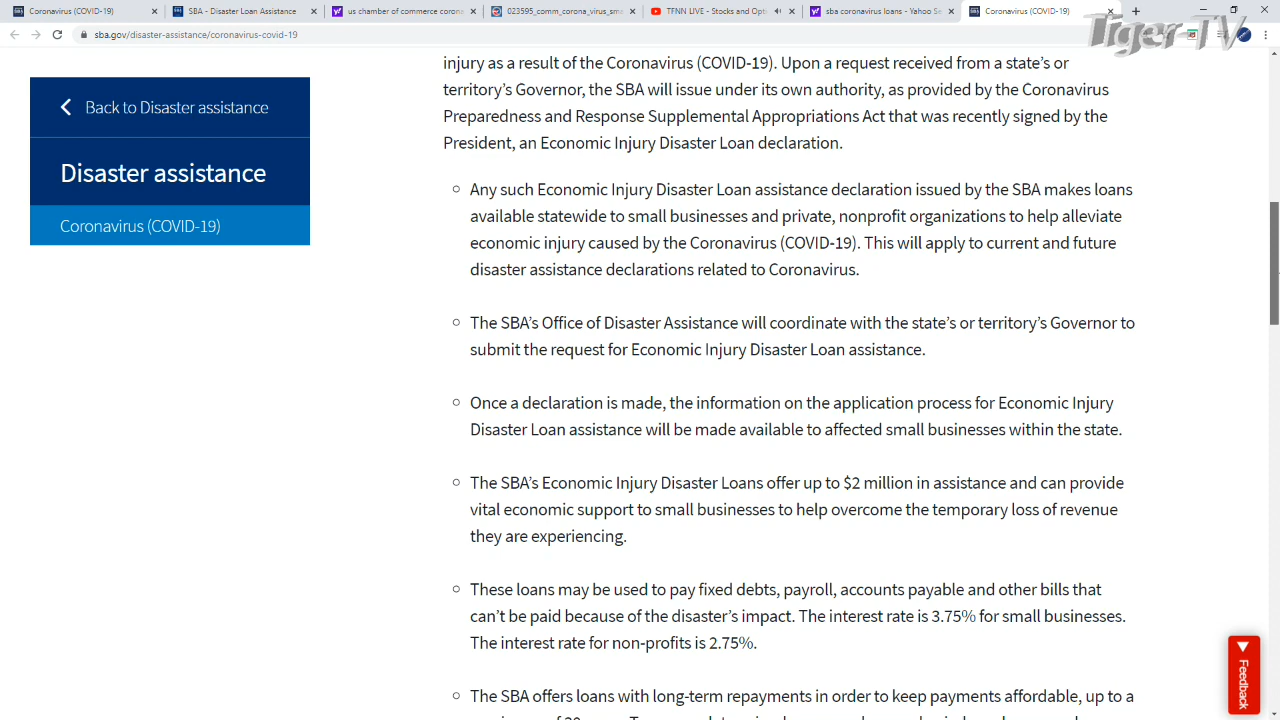 Coronavirus (COVID-19)
SBA - Disaster Loan Assistance
us chamber of commerce corona
023595_comm_corona_virus_sma
TFNN LIVE - Stocks and Opti
sba coronavirus loans - Yahoo Se
Coronavirus (COVID-19)
sba.gov/disaster-assistance/coronavirus-covid-19
Tiger TV
Back to Disaster assistance
Disaster assistance
Coronavirus (COVID-19)
injury as a result of the Coronavirus (COVID-19). Upon a request received from a state's or
territory's Governor, the SBA will issue under its own authority, as provided by the Coronavirus
Preparedness and Response Supplemental Appropriations Act that was recently signed by the
President, an Economic Injury Disaster Loan declaration.
Any such Economic Injury Disaster Loan assistance declaration issued by the SBA makes loans
available statewide to small businesses and private, nonprofit organizations to help alleviate
economic injury caused by the Coronavirus (COVID-19). This will apply to current and future
disaster assistance declarations related to Coronavirus.
The SBA's Office of Disaster Assistance will coordinate with the state's or territory's Governor to
submit the request for Economic Injury Disaster Loan assistance.
Once a declaration is made, the information on the application process for Economic Injury
Disaster Loan assistance will be made available to affected small businesses within the state.
The SBA's Economic Injury Disaster Loans offer up to $2 million in assistance and can provide
vital economic support to small businesses to help overcome the temporary loss of revenue
they are experiencing.
These loans may be used to pay fixed debts, payroll, accounts payable and other bills that
can't be paid because of the disaster's impact. The interest rate is 3.75% for small businesses.
The interest rate for non-profits is 2.75%.
The SBA offers loans with long-term repayments in order to keep payments affordable, up to a
Feedback